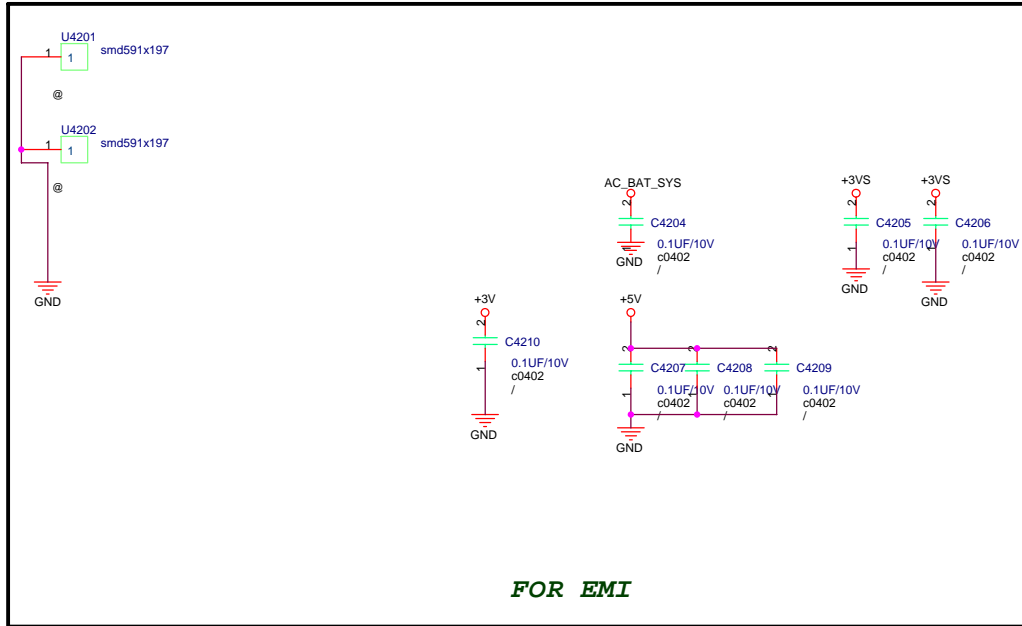 U4201
1
1
smd591x197
@
U4202
1
1
smd591x197
@
GND
AC_BAT_SYS
2
C4204
0.1UF/10V
1
c0402
GND
/
+3VS
2
C4205
0.1UF/10V
1
c0402
/
GND
+3VS
2
C4206
0.1UF/10V
1
c0402
/
GND
+3V
2
C4210
0.1UF/10V
1
c0402
/
GND
+5V
2
C4207
0.1UF/10V
1
c0402
/
2
C4208
0.1UF/10V
1
c0402
/
2
C4209
0.1UF/10V
1
c0402
/
GND
FOR EMI